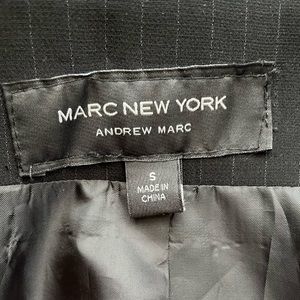 MARC NEW YORK
ANDREW MARC
S
MADE IN
CHINA